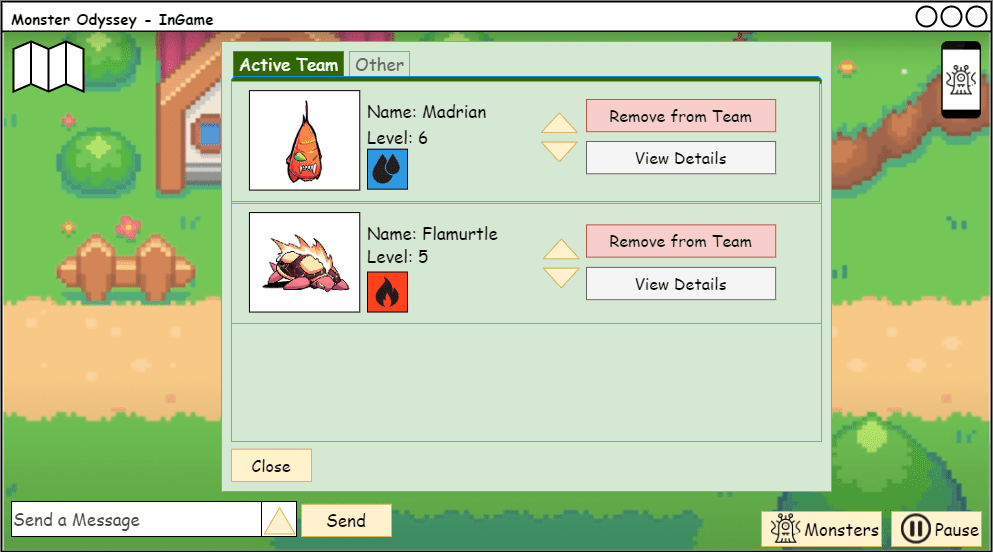 Monster Odyssey - InGame
Active Team
Other
Name: Madrian
Level: 6
Remove from Team
View Details
Name: Flamurtle
Level: 5
Remove from Team
View Details
Close
Send a Message
Send
Monsters
Pause